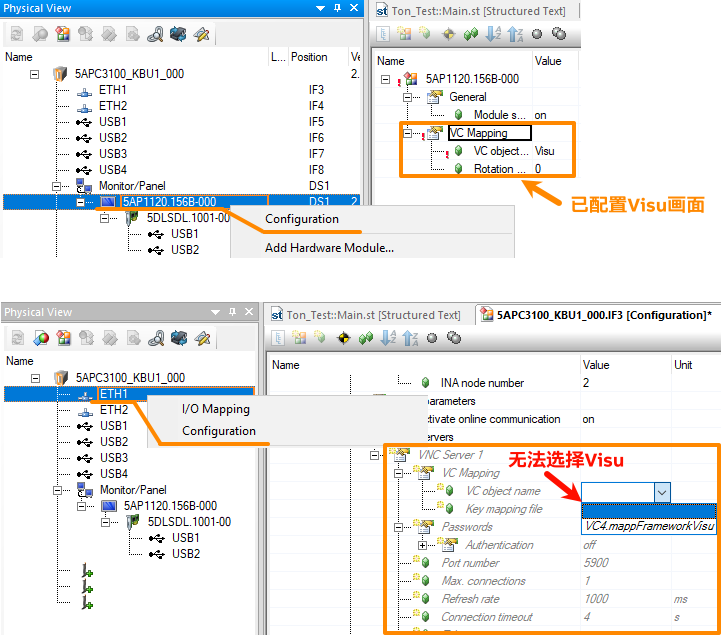 Physical View
Ton_Test::Main.st [Structured Text]
Name
L...
Position
Ve
5APC3100_KBU1_000
2.
ETH1
IF3
ETH2
IF4
USB1
IF5
USB2
IF6
USB3
IF7
USB4
IF8
Monitor/Panel
DS1
5AP1120.156B-000
DS1
2
5DLSDL.1001-00
USB1
USB2
Configuration
Add Hardware Module...
Name
Value
5AP1120.156B-000
General
Module s...
on
VC Mapping
VC object...
Visu
Rotation ...
0
已配置Visu画面
Physical View
Ton_Test::Main.st [Structured Text]
5APC3100_KBU1_000.IF3 [Configuration]*
Name
5APC3100_KBU1_000
ETH1
ETH2
USB1
USB2
USB3
USB4
Monitor/Panel
5AP1120.156B-000
5DLSDL.1001-00
USB1
USB2
I/O Mapping
Configuration
Name
Value
Unit
INA node number
2
parameters
ctivate online communication
on
ervers
VNC Server 1
VC Mapping
无法选择Visu
VC object name
Key mapping file
VC4.mappFrameworkVisu
Passwords
Authentication
off
Port number
5900
Max. connections
1
Refresh rate
1000
ms
Connection timeout
4
s